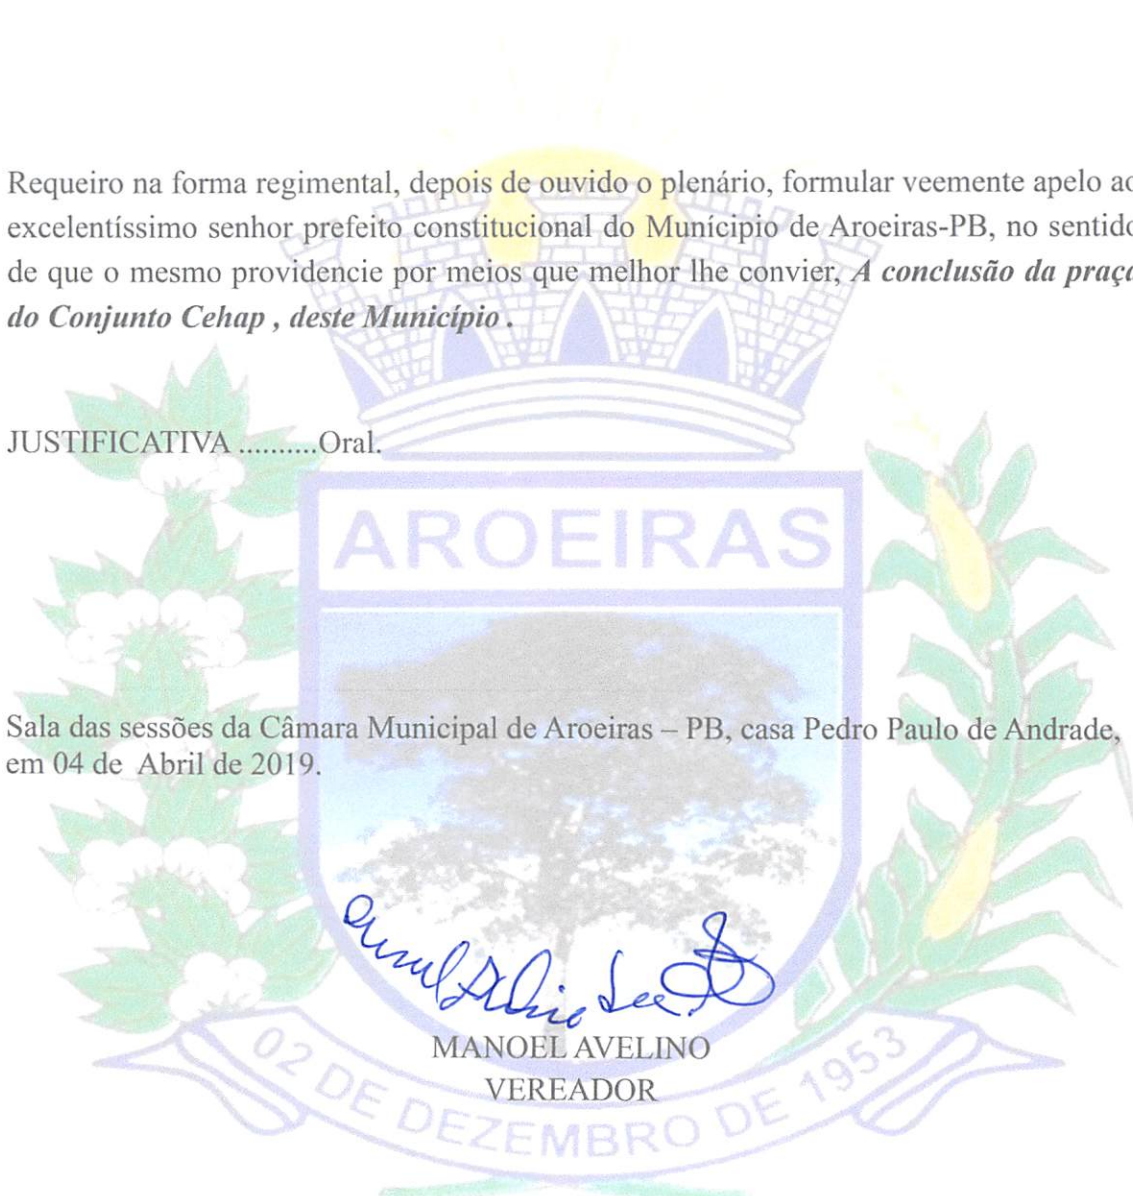 Requeiro na forma regimental, depois de ouvido o plenário, formular veemente apelo ao
excelentíssimo senhor prefeito constitucional do Munícipio de Aroeiras-PB, no sentido
de que o mesmo providencie por meios que melhor lhe convier, A conclusão da praça
do Conjunto Cehap , deste Município .
JUSTIFICATIVA ..........Oral.
AROEIRAS
Sala das sessões da Câmara Municipal de Aroeiras – PB, casa Pedro Paulo de Andrade,
em 04 de Abril de 2019.
MANOEL AVELINO
VEREADOR
02 DE DEZEMBRO DE 1953